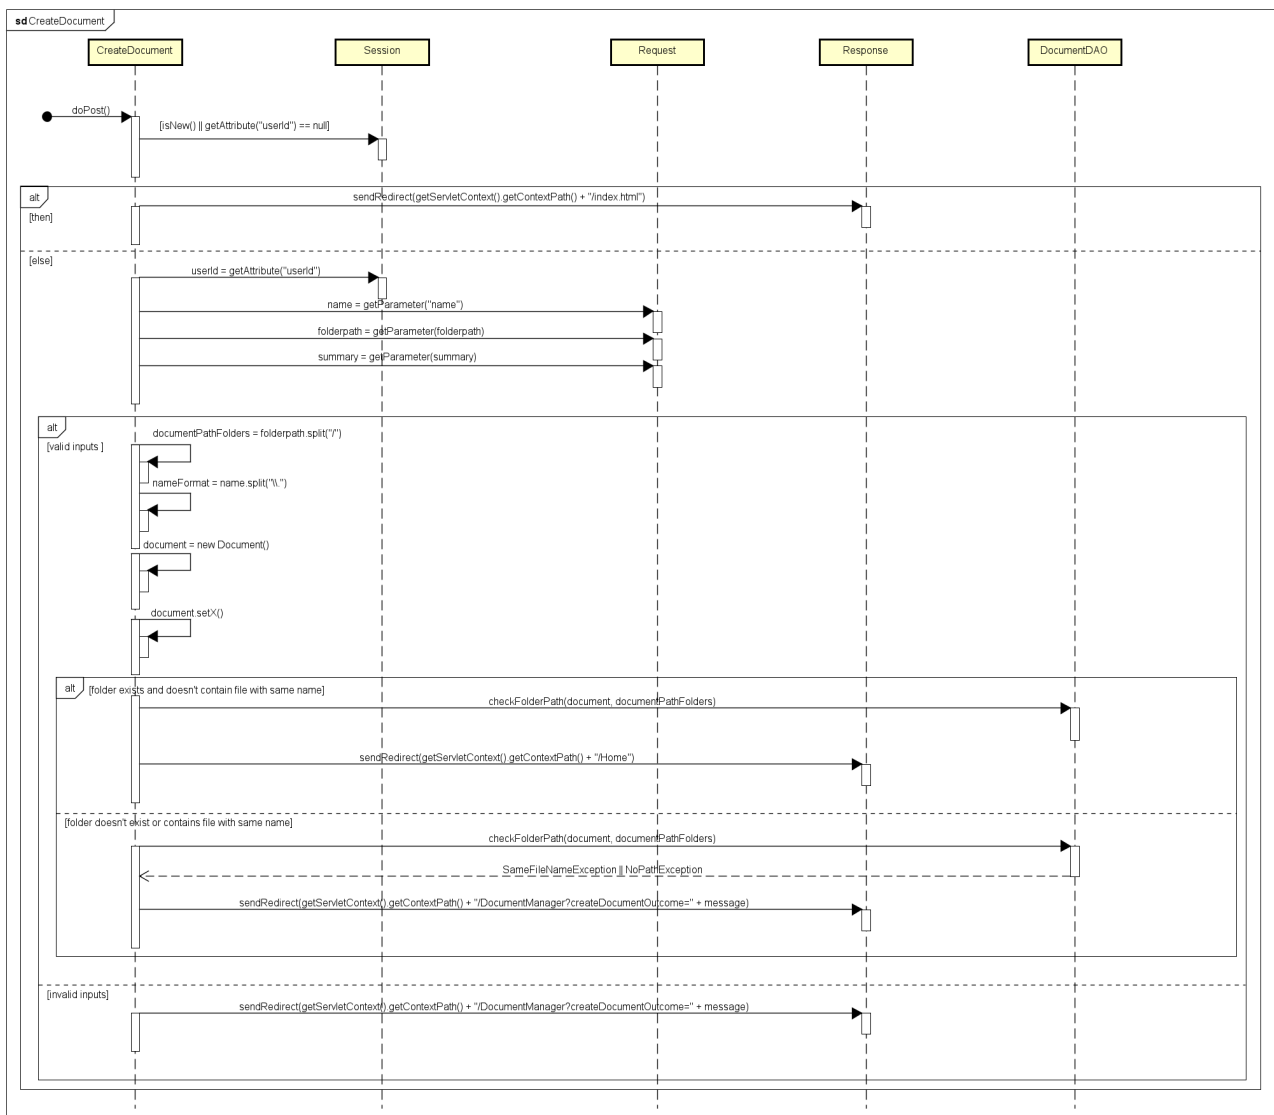 sd CreateDocument
CreateDocument
Session
Request
Response
DocumentDAO
doPost()
[isNew() || getAttribute("userId") == null]
alt
sendRedirect(getServletContext().getContextPath() + "/index.html")
[then]
[else]
userId = getAttribute("userId")
name = getParameter("name")
folderpath = getParameter(folderpath)
summary = getParameter(summary)
alt
documentPathFolders = folderpath.split("/")
[valid inputs ]
nameFormat = name.split("\\.")
document = new Document()
document.setX()
alt
[folder exists and doesn't contain file with same name]
checkFolderPath(document, documentPathFolders)
sendRedirect(getServletContext().getContextPath() + "/Home")
[folder doesn't exist or contains file with same name]
checkFolderPath(document, documentPathFolders)
SameFileNameException || NoPathException
sendRedirect(getServletContext().getContextPath() + "/DocumentManager?createDocumentOutcome=" + message)
[invalid inputs]
sendRedirect(getServletContext().getContextPath() + "/DocumentManager?createDocumentOutcome=" + message)